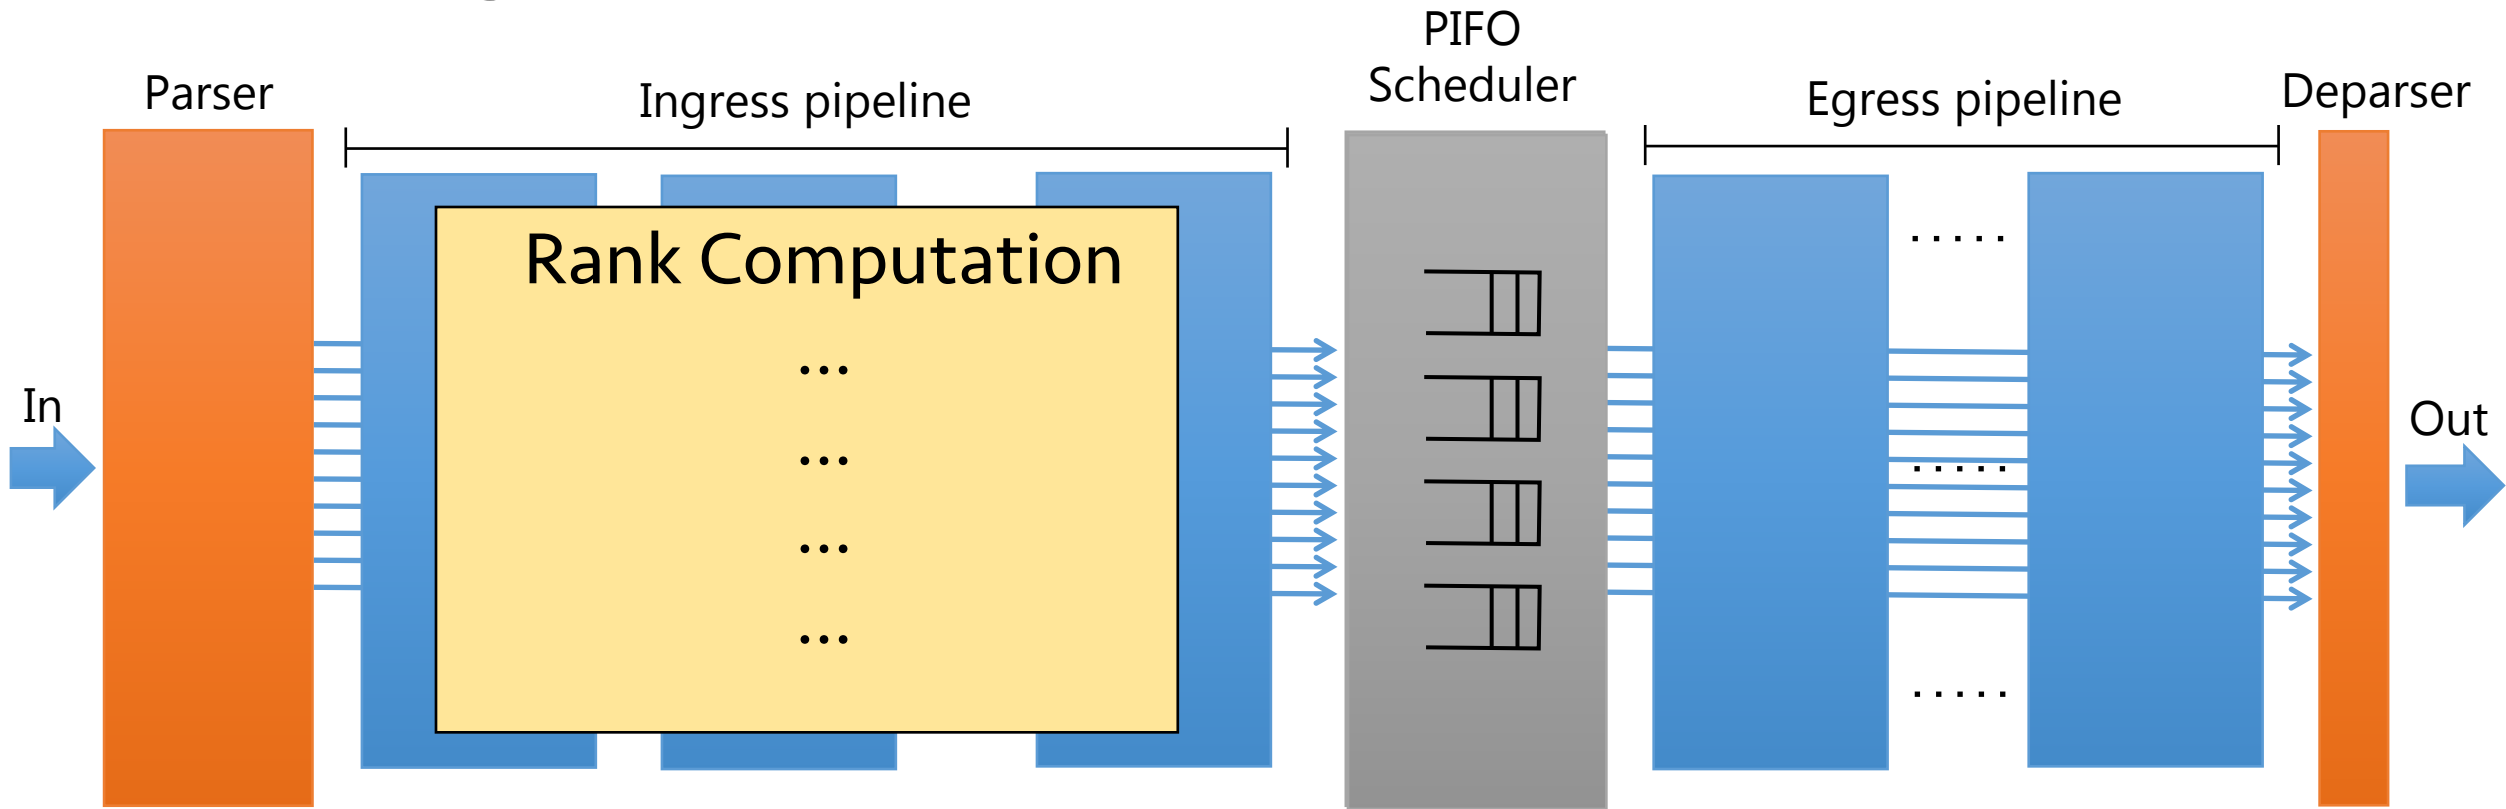 PIFO
Scheduler
Parser
Ingress pipeline
Egress pipeline
Deparser
Rank Computation
...
...
...
...
.....
.....
.....
In
Out